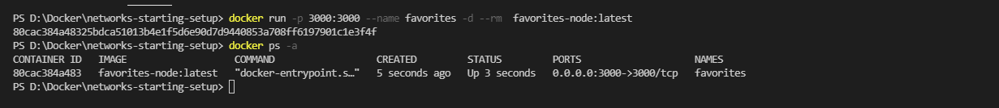 PS D:\Docker\networks-starting-setup> docker run -p 3000:3000 --name favorites -d --rm  favorites-node:latest
80cac384a48325bdca51013b4e1f5d6e90d7d9440853a708ff6197901c1e3f4f
PS D:\Docker\networks-starting-setup> docker ps -a
CONTAINER ID   IMAGE                   COMMAND                  CREATED         STATUS         PORTS                    NAMES
80cac384a483   favorites-node:latest   "docker-entrypoint.s…"   5 seconds ago   Up 3 seconds   0.0.0.0:3000->3000/tcp   favorites
PS D:\Docker\networks-starting-setup>